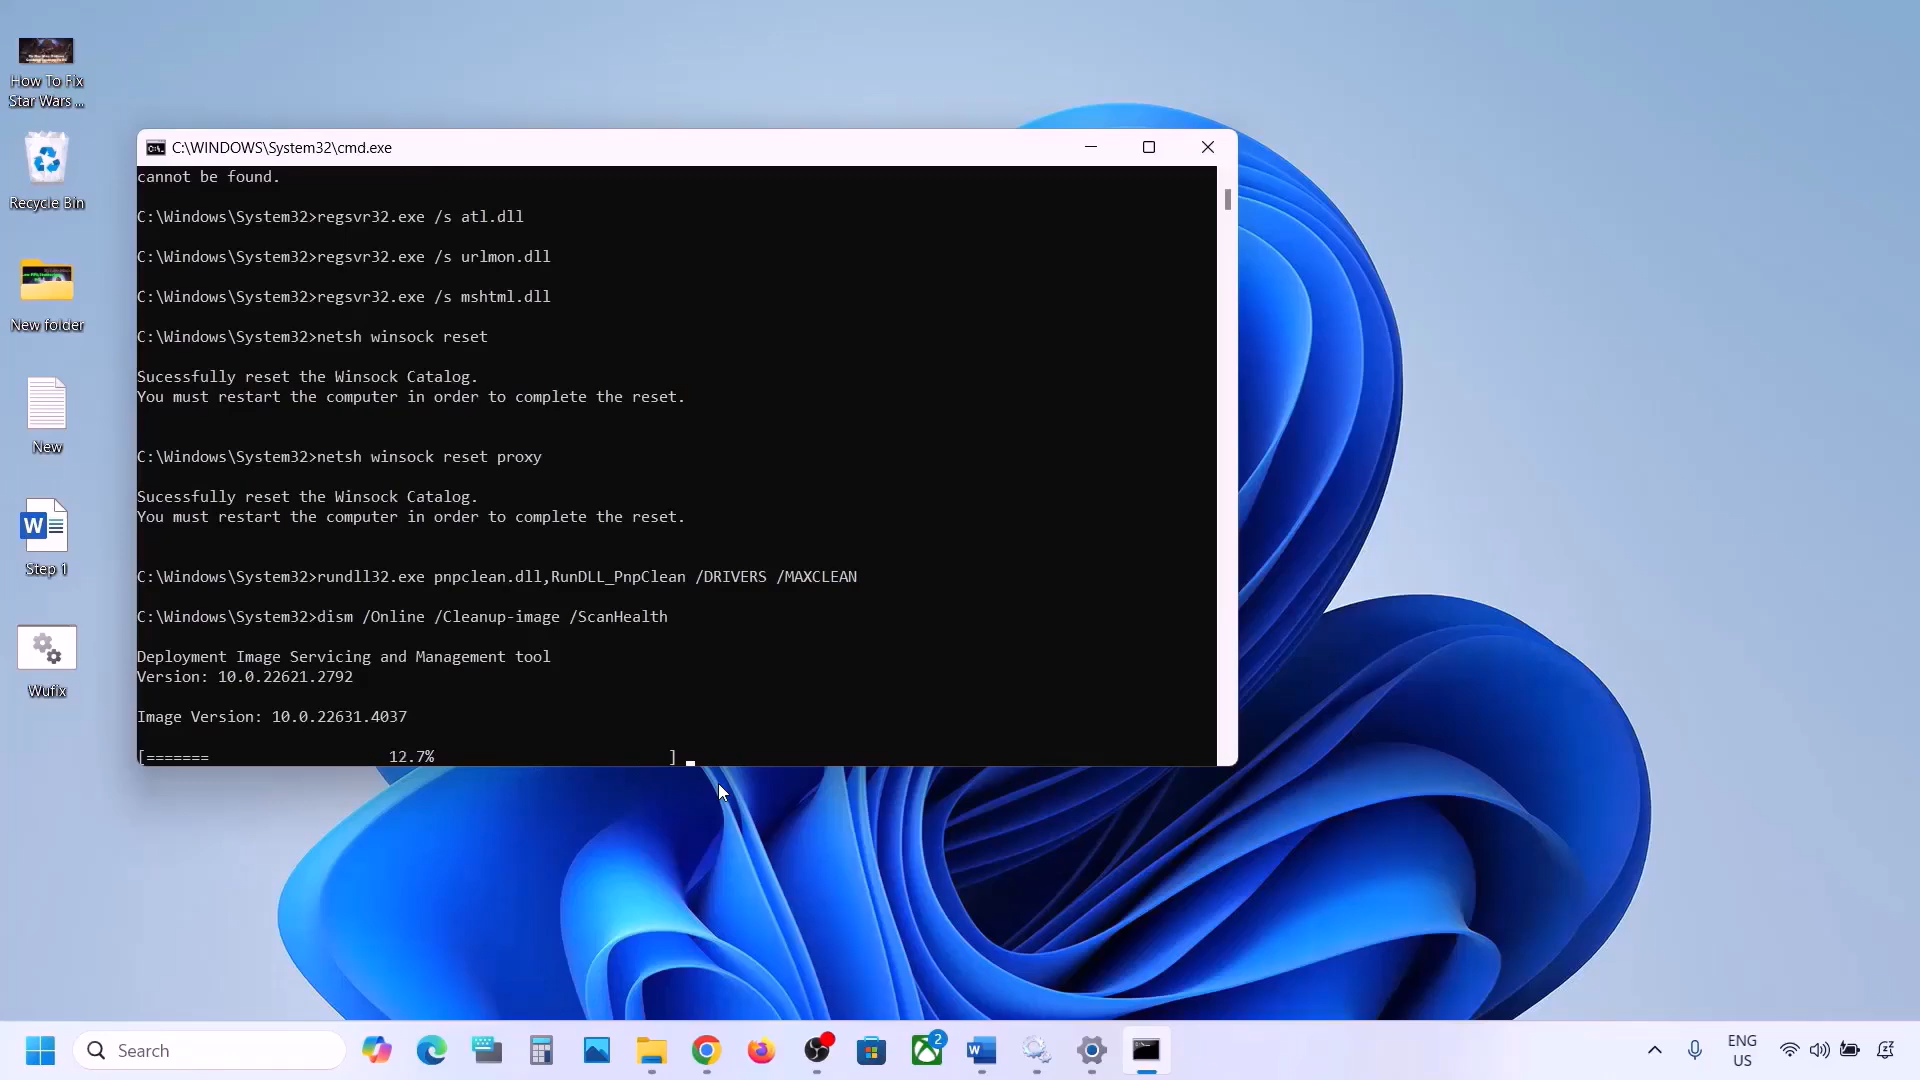 How To Fix
Star Wars ...
Recycle Bin
New folder
New
Step 1
Wufix
C:\WINDOWS\System32\cmd.exe
cannot be found.
C:\Windows\System32>regsvr32.exe /s atl.dll
C:\Windows\System32>regsvr32.exe /s urlmon.dll
C:\Windows\System32>regsvr32.exe /s mshtml.dll
C:\Windows\System32>netsh winsock reset
Sucessfully reset the Winsock Catalog.
You must restart the computer in order to complete the reset.
C:\Windows\System32>netsh winsock reset proxy
Sucessfully reset the Winsock Catalog.
You must restart the computer in order to complete the reset.
C:\Windows\System32>rundll32.exe pnpclean.dll,RunDLL_PnpClean /DRIVERS /MAXCLEAN
C:\Windows\System32>dism /Online /Cleanup-image /ScanHealth
Deployment Image Servicing and Management tool
Version: 10.0.22621.2792
Image Version: 10.0.22631.4037
[=======                    12.7%                          ]
Search
2
ENG
US